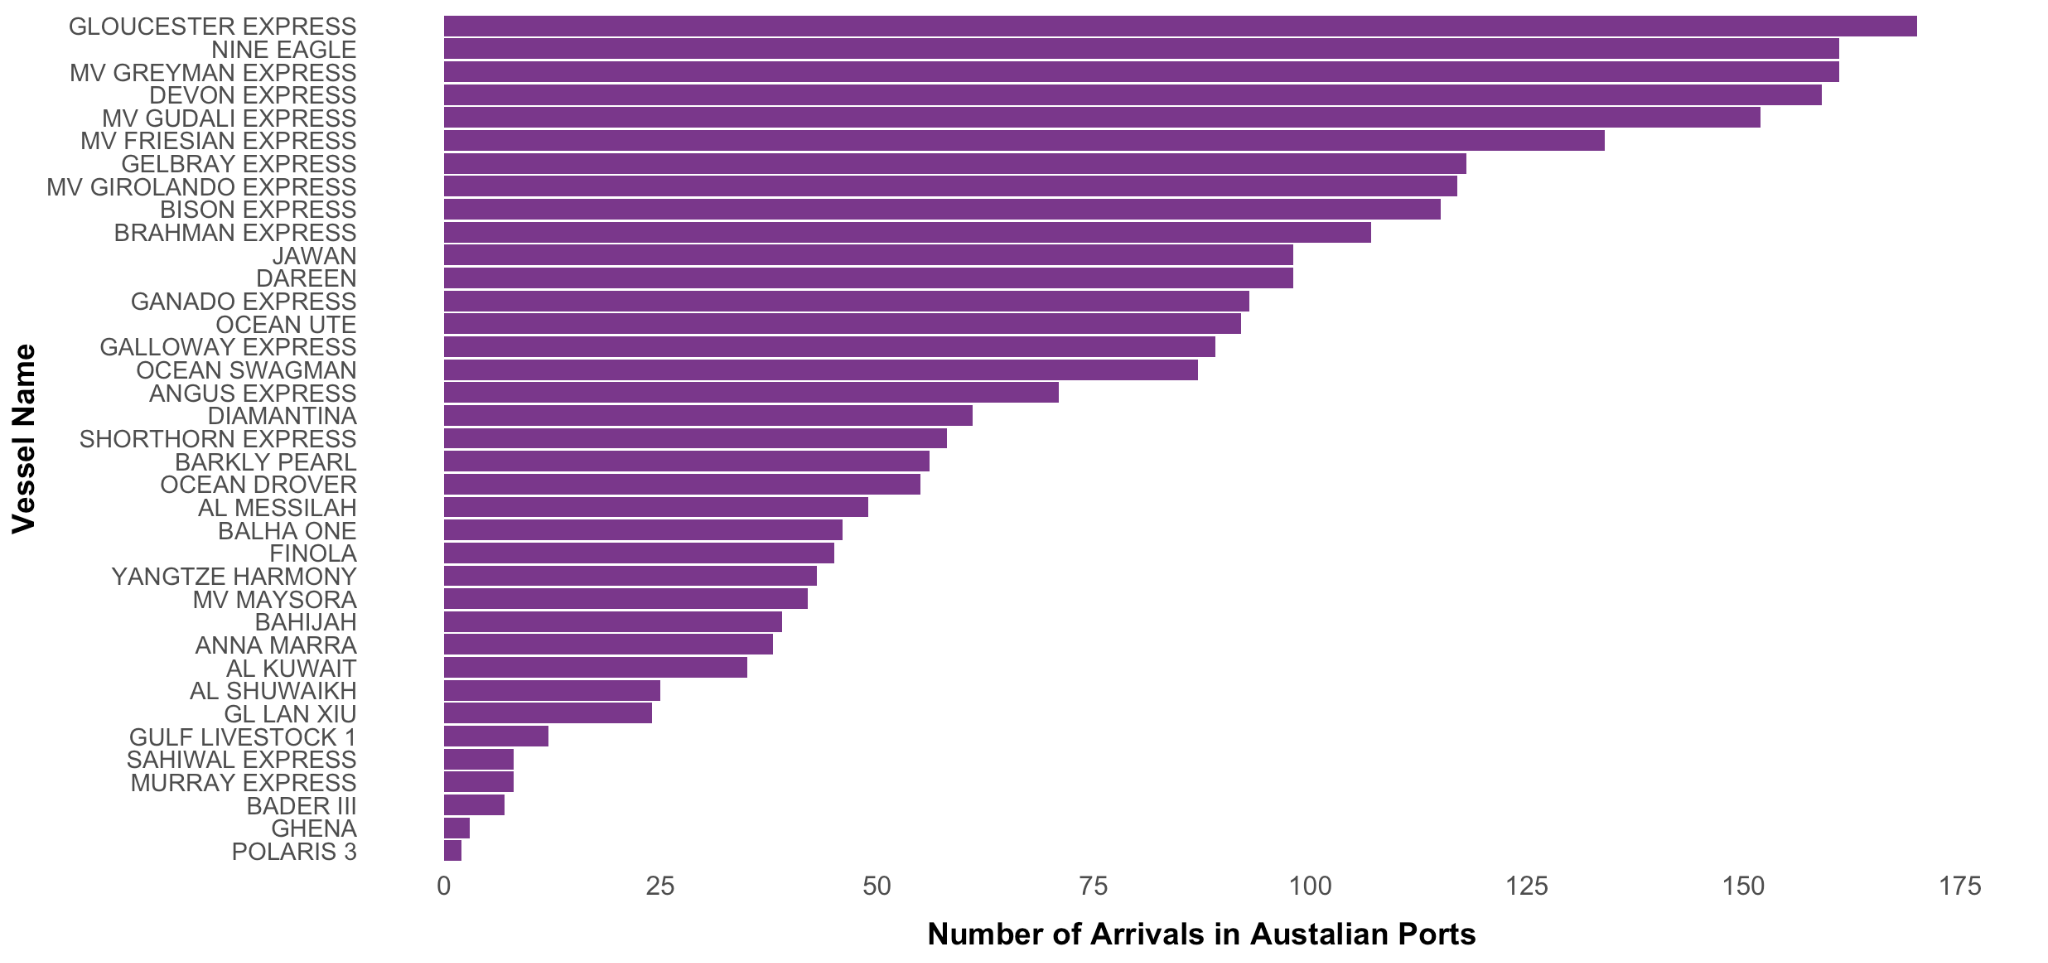 GLOUCESTER EXPRESS
NINE EAGLE
MV GREYMAN EXPRESS
DEVON EXPRESS
MV GUDALI EXPRESS
MV FRIESIAN EXPRESS
GELBRAY EXPRESS
MV GIROLANDO EXPRESS
BISON EXPRESS
BRAHMAN EXPRESS
JAWAN
DAREEN
GANADO EXPRESS
OCEAN UTE
GALLOWAY EXPRESS
OCEAN SWAGMAN
ANGUS EXPRESS
DIAMANTINA
SHORTHORN EXPRESS
BARKLY PEARL
OCEAN DROVER
AL MESSILAH
BALHA ONE
FINOLA
YANGTZE HARMONY
MV MAYSORA
BAHIJAH
ANNA MARRA
AL KUWAIT
AL SHUWAIKH
GL LAN XIU
GULF LIVESTOCK 1
SAHIWAL EXPRESS
MURRAY EXPRESS
BADER III
GHENA
POLARIS 3
Vessel Name
0 25 50 75 100 125 150 175
Number of Arrivals in Austalian Ports